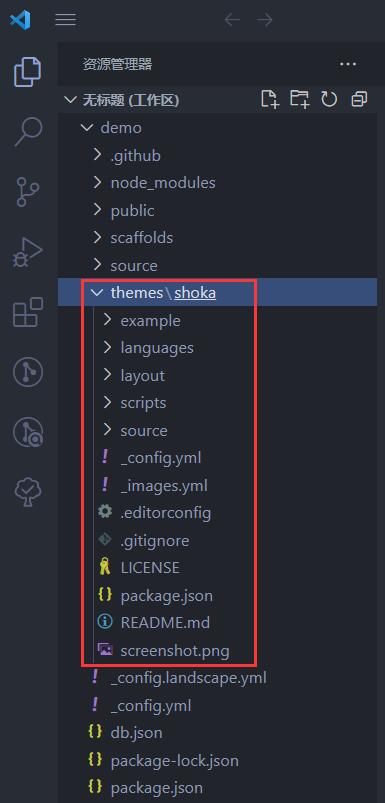 资源管理器
无标题 (工作区)
demo
.github
node_modules
public
scaffolds
source
themes\shoka
example
languages
layout
scripts
source
_config.yml
_images.yml
.editorconfig
.gitignore
LICENSE
package.json
README.md
screenshot.png
_config.landscape.yml
_config.yml
db.json
package-lock.json
package.json